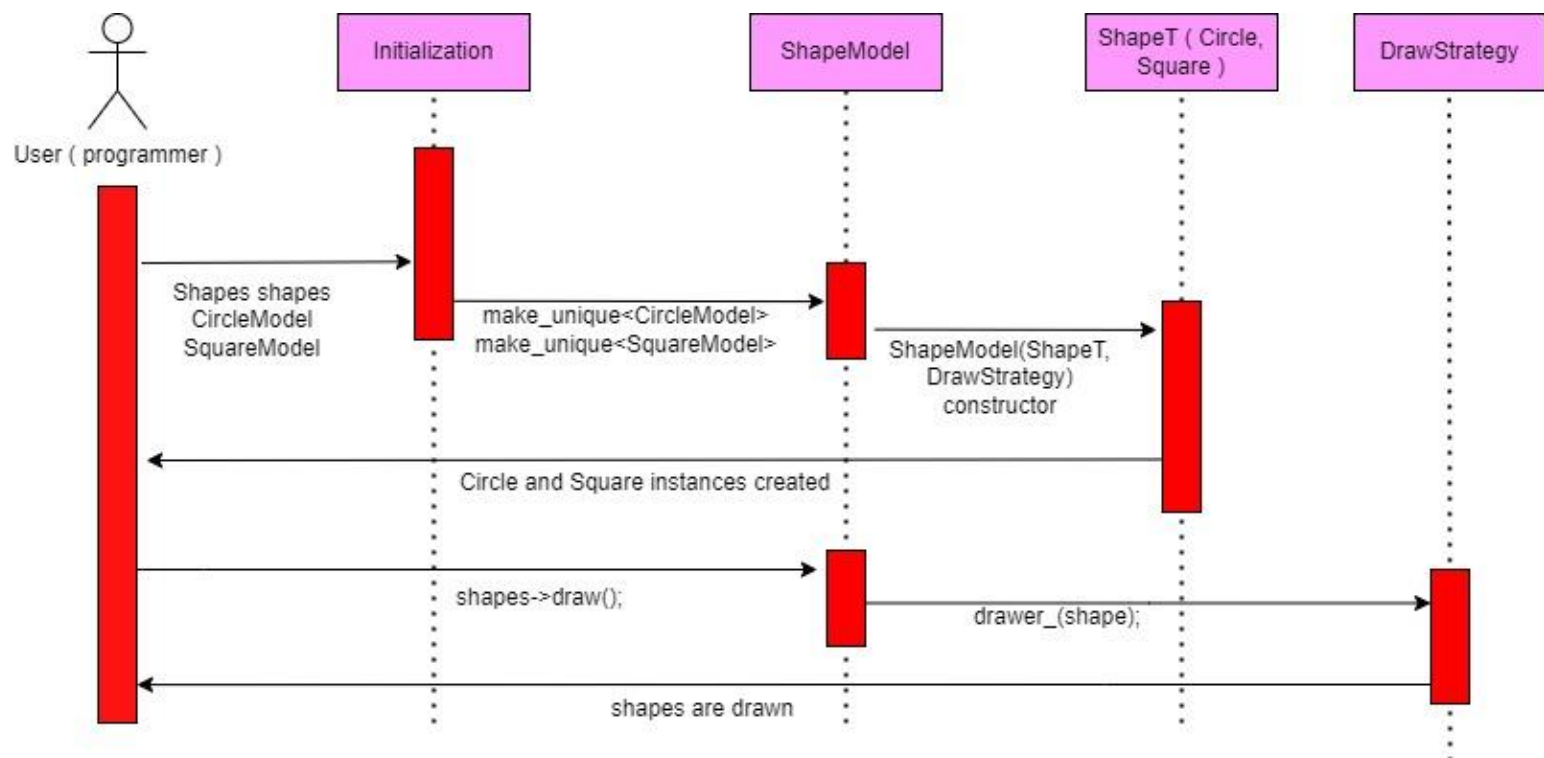 Initialization
ShapeModel
ShapeT ( Circle,
Square )
DrawStrategy
User ( programmer )
Shapes shapes
CircleModel
SquareModel
make_unique<CircleModel>
make_unique<SquareModel>
ShapeModel(ShapeT,
DrawStrategy)
constructor
Circle and Square instances created
shapes->draw();
drawer_(shape);
shapes are drawn